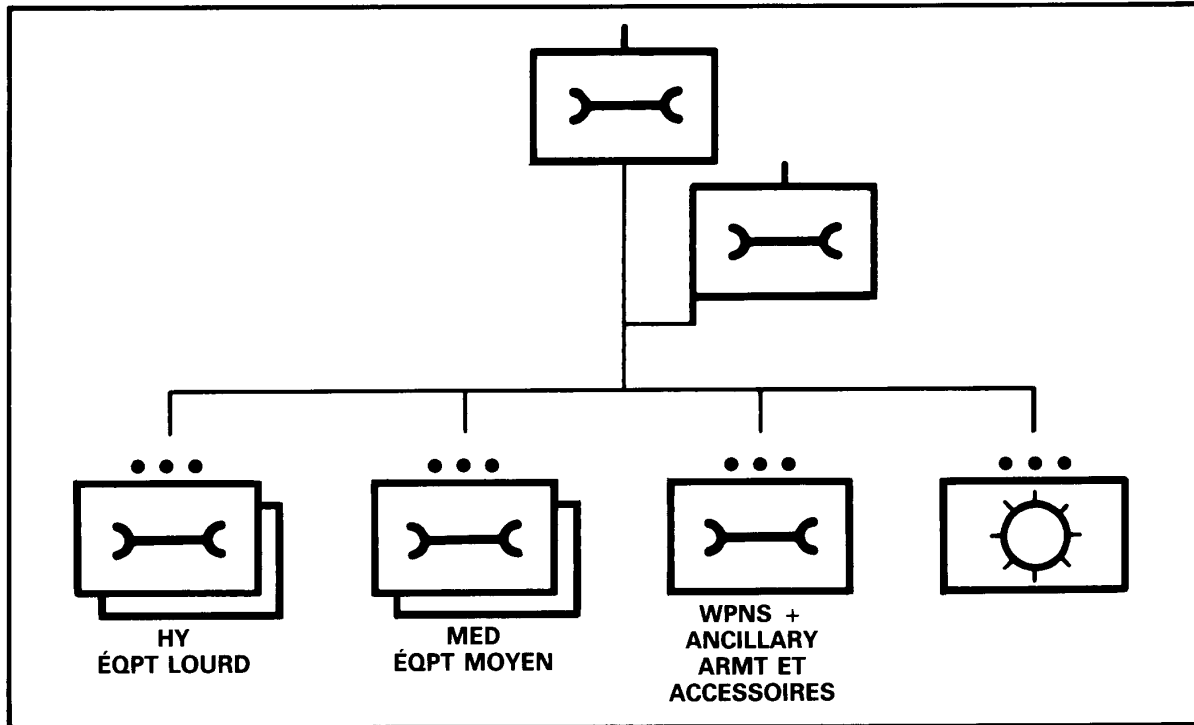 HY
ÉQPT LOURD
MED
ÉQPT MOYEN
WPNS +
ANCILLARY
ARMT ET
ACCESSOIRES